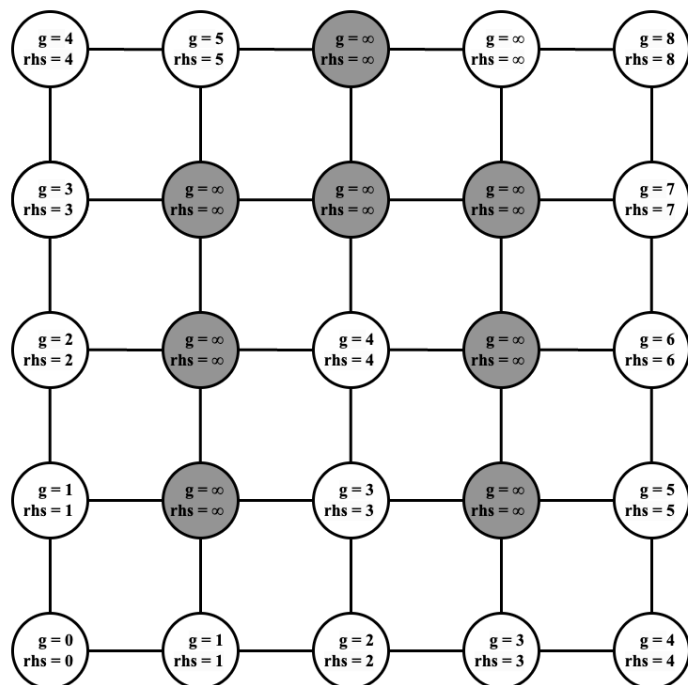 g = 4 g = 5 g = ∞ g = ∞ g = 8
rhs = 4 rhs = 5 rhs = ∞ rhs = ∞ rhs = 8
g = 3 g = ∞ g = ∞ g = ∞ g = 7
rhs = 3 rhs = ∞ rhs = ∞ rhs = ∞ rhs = 7
g = 2 g = ∞ g = 4 g = ∞ g = 6
rhs = 2 rhs = ∞ rhs = 4 rhs = ∞ rhs = 6
g = 1 g = ∞ g = 3 g = ∞ g = 5
rhs = 1 rhs = ∞ rhs = 3 rhs = ∞ rhs = 5
g = 0 g = 1 g = 2 g = 3 g = 4
rhs = 0 rhs = 1 rhs = 2 rhs = 3 rhs = 4